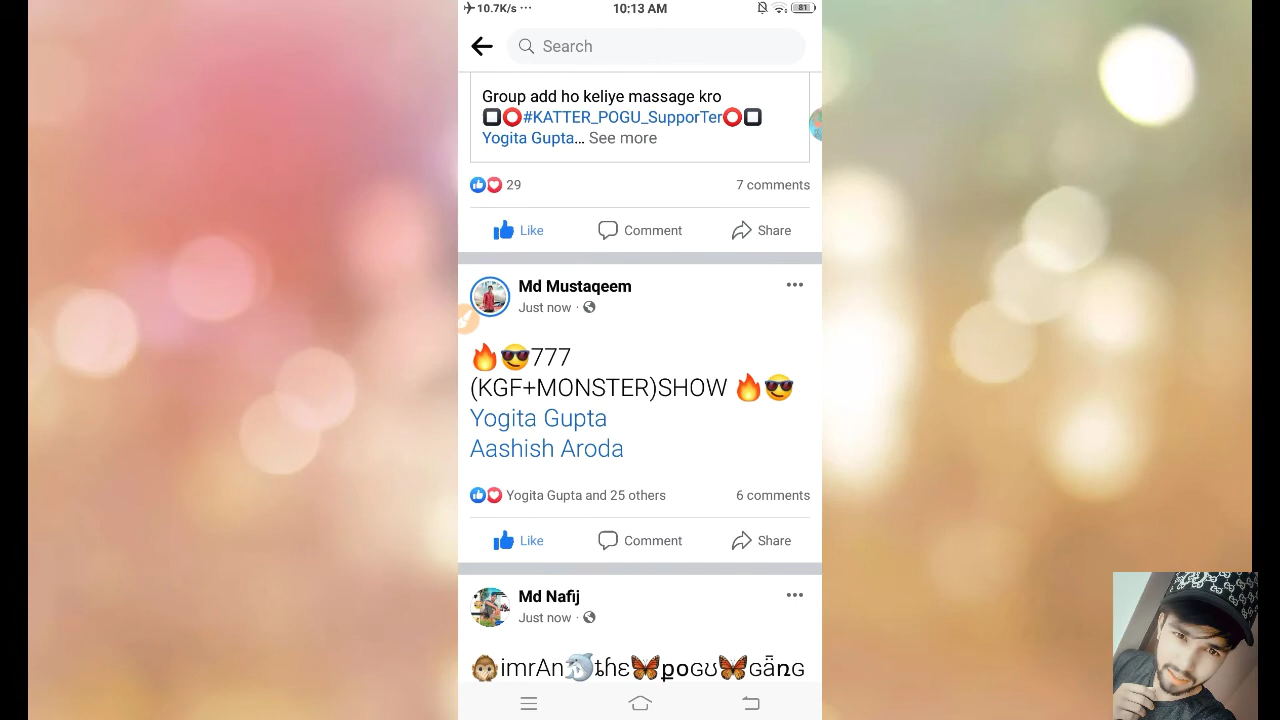 10.7K/s ... 10:13 AM 81
Search
Group add ho keliye massage kro
🔲⭕#KATTER_POGU_SupporTer⭕🔲
Yogita Gupta... See more
29 7 comments
Like Comment Share
Md Mustaqeem
Just now ·
🔥😎777
(KGF+MONSTER)SHOW 🔥😎
Yogita Gupta
Aashish Aroda
Yogita Gupta and 25 others 6 comments
Like Comment Share
Md Nafij
Just now ·
🐵imrAn🐬